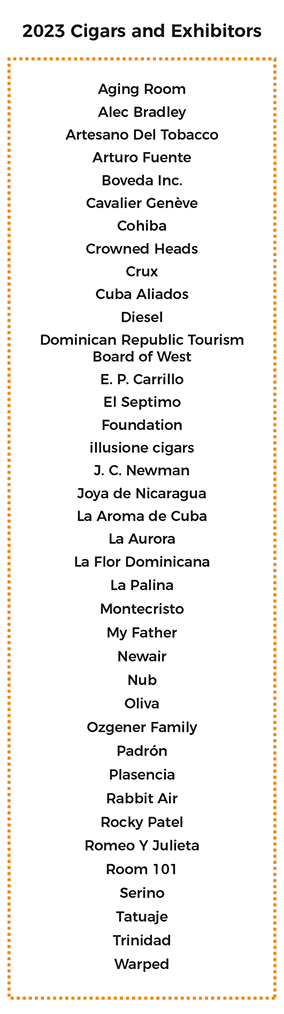 2023 Cigars and Exhibitors
Aging Room
Alec Bradley
Artesano Del Tobacco
Arturo Fuente
Boveda Inc.
Cavalier Genève
Cohiba
Crowned Heads
Crux
Cuba Aliados
Diesel
Dominican Republic Tourism
Board of West
E. P. Carrillo
El Septimo
Foundation
illusione cigars
J. C. Newman
Joya de Nicaragua
La Aroma de Cuba
La Aurora
La Flor Dominicana
La Palina
Montecristo
My Father
Newair
Nub
Oliva
Ozgener Family
Padrón
Plasencia
Rabbit Air
Rocky Patel
Romeo Y Julieta
Room 101
Serino
Tatuaje
Trinidad
Warped